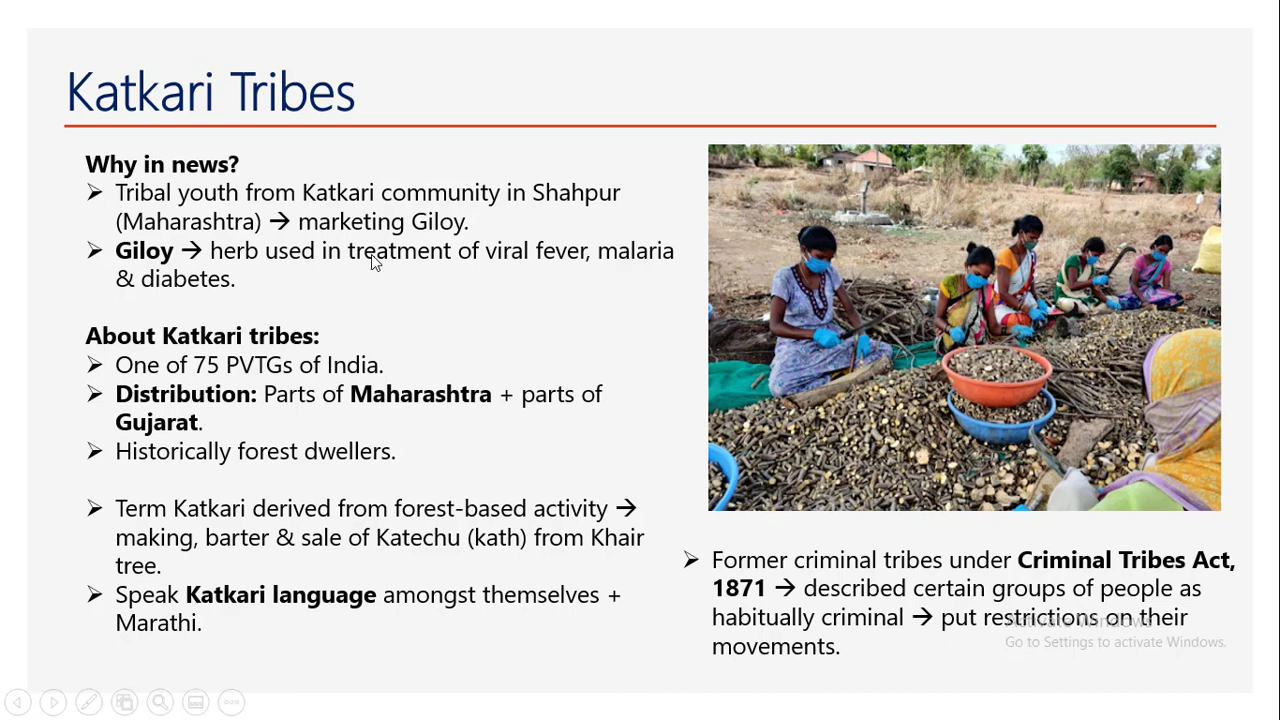 Katkari Tribes
Why in news?
➢ Tribal youth from Katkari community in Shahpur
(Maharashtra) → marketing Giloy.
➢ Giloy → herb used in treatment of viral fever, malaria
& diabetes.
About Katkari tribes:
➢ One of 75 PVTGs of India.
➢ Distribution: Parts of Maharashtra + parts of
Gujarat.
➢ Historically forest dwellers.
➢ Term Katkari derived from forest-based activity →
making, barter & sale of Katechu (kath) from Khair
tree.
➢ Speak Katkari language amongst themselves +
Marathi.
➢ Former criminal tribes under Criminal Tribes Act,
1871 → described certain groups of people as
habitually criminal → put restrictions on their
movements.
Activate Windows
Go to Settings to activate Windows.